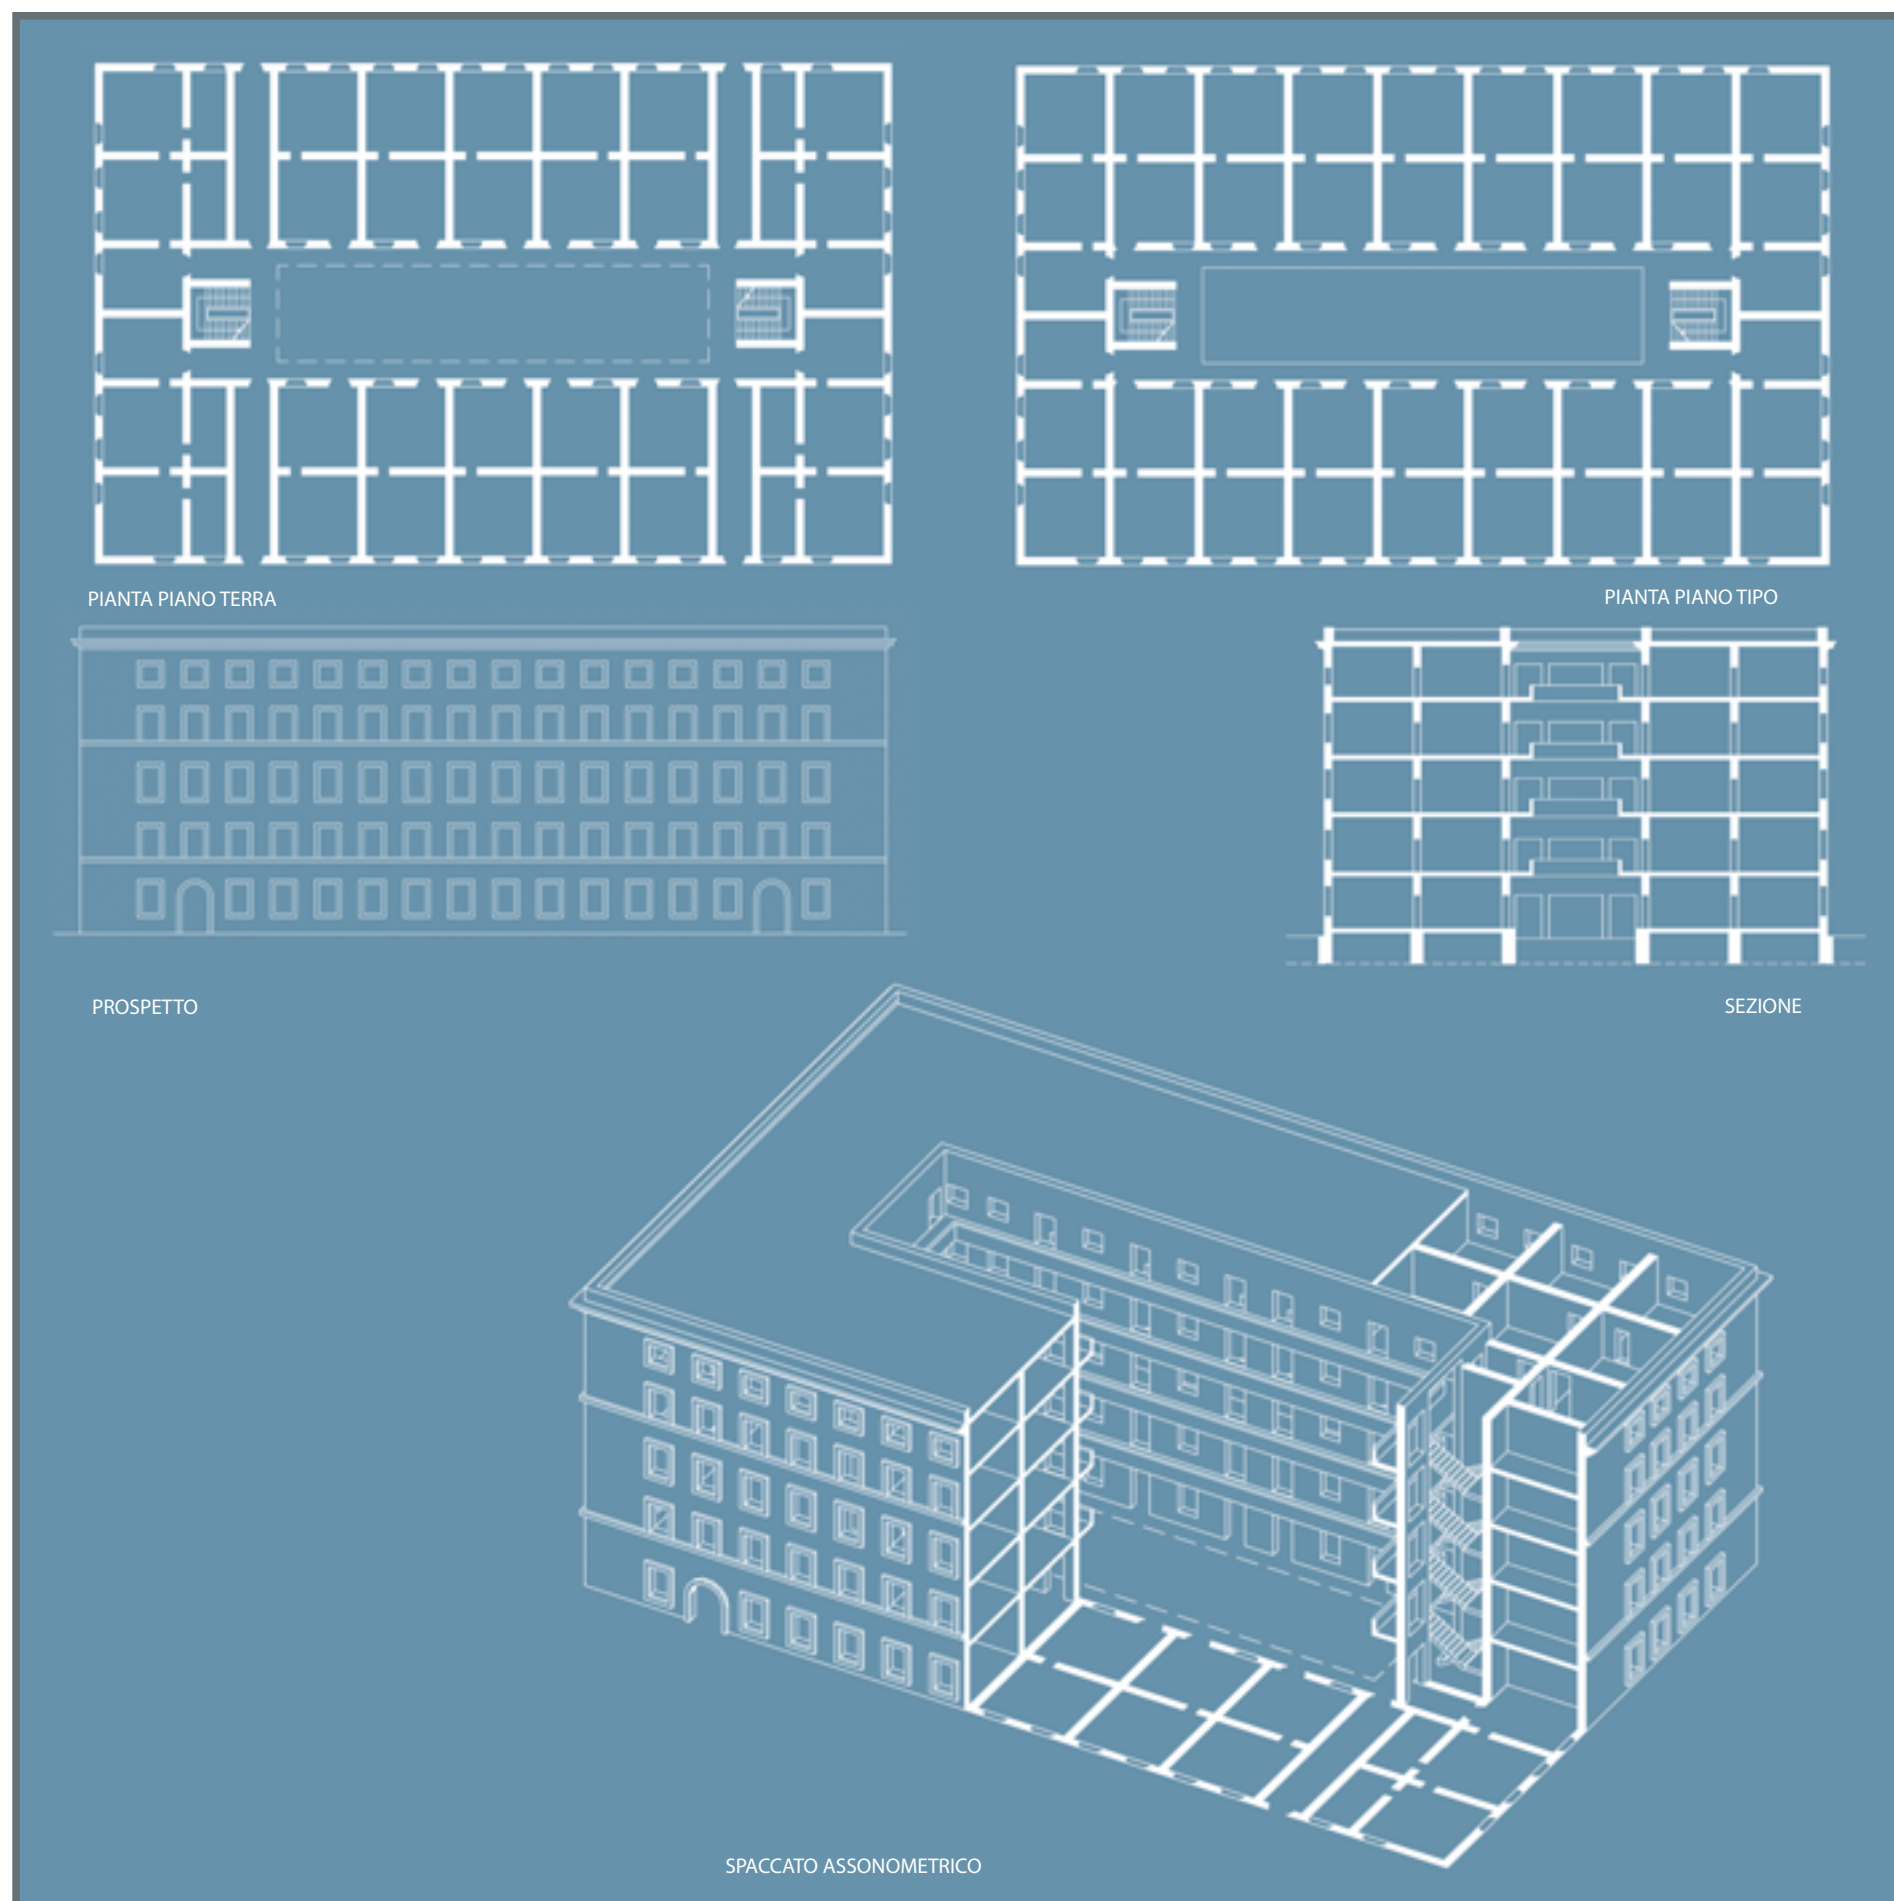 PIANTA PIANO TERRA
PIANTA PIANO TIPO
PROSPETTO
SEZIONE
SPACCATO ASSONOMETRICO